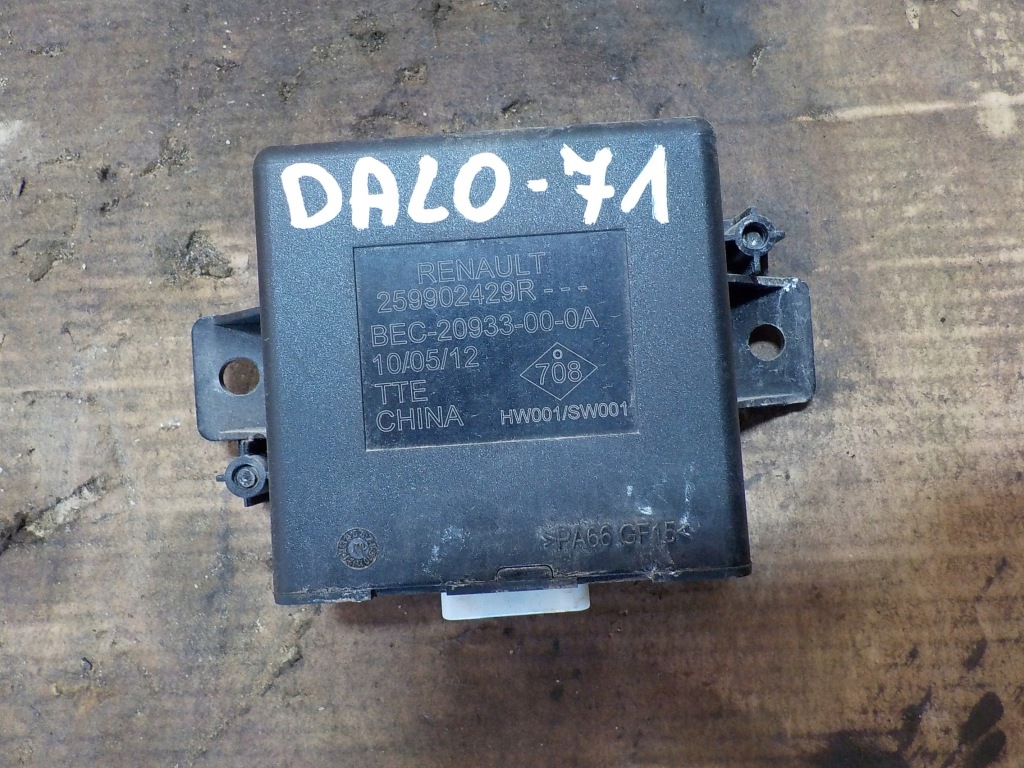 DALO-71
RENAULT
259902429R---
BEC-20933-00-0A
10/05/12
708
TTE
CHINA
HW001/SW001
>PA66 GF15<